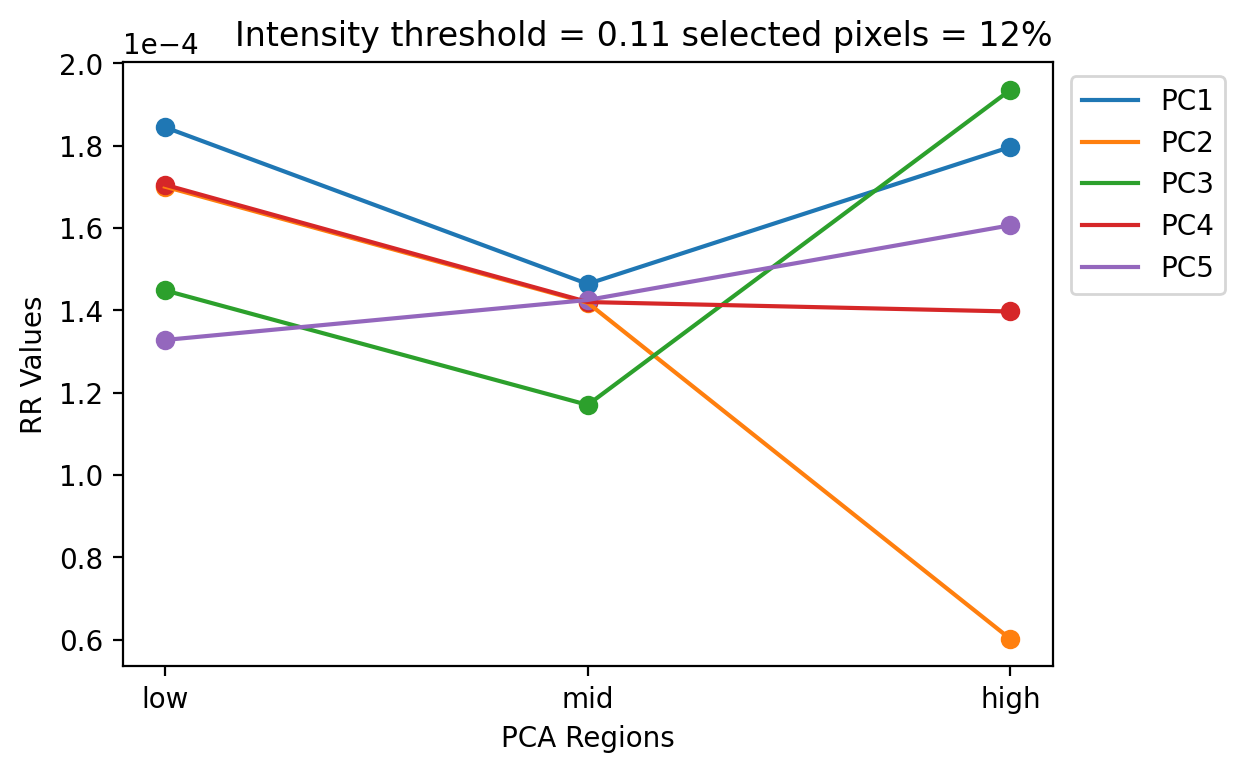 Intensity threshold = 0.11 selected pixels = 12%
1e−4
2.0
1.8
1.6
1.4
1.2
1.0
0.8
0.6
RR Values
low
mid
high
PCA Regions
PC1
PC2
PC3
PC4
PC5